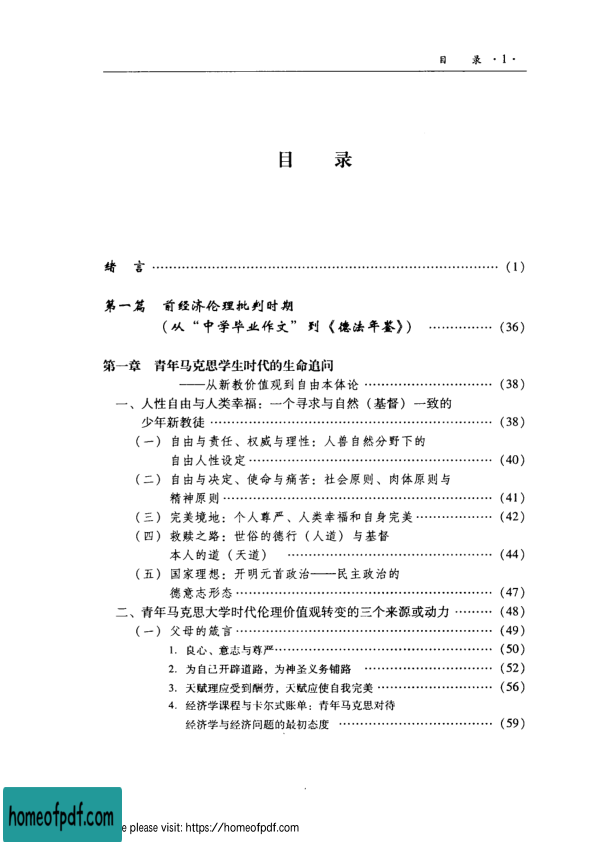 目　录 ·1·
目　录
绪　言 ……………………………………………………………… (1)
第一篇　前经济伦理批判时期
(从“中学毕业作文”到《德法年鉴》) …………… (36)
第一章　青年马克思学生时代的生命追问
——从新教价值观到自由本体论 ………………………… (38)
一、人性自由与人类幸福：一个寻求与自然（基督）一致的
少年新教徒 ……………………………………………………… (38)
(一) 自由与责任、权威与理性：人兽自然分野下的
自由人性设定 ………………………………………………… (40)
(二) 自由与决定、使命与痛苦：社会原则、肉体原则与
精神原则 ……………………………………………………… (41)
(三) 完美境地：个人尊严、人类幸福和自身完美 ……………… (42)
(四) 救赎之路：世俗的德行（人道）与基督
本人的道（天道） ………………………………………… (44)
(五) 国家理想：开明元首政治——民主政治的
德意志形态 …………………………………………………… (47)
二、青年马克思大学时代伦理价值观转变的三个来源或动力 ……… (48)
(一) 父母的箴言 ……………………………………………………… (49)
1. 良心、意志与尊严 …………………………………………… (50)
2. 为自己开辟道路，为神圣义务铺路 ………………………… (52)
3. 天赋理应受到酬劳，天赋应使自我完美 ……………………… (56)
4. 经济学课程与卡尔式账单：青年马克思对待
经济学与经济问题的最初态度 ……………………………… (59)
homeofpdf.com
e please visit: https://homeofpdf.com